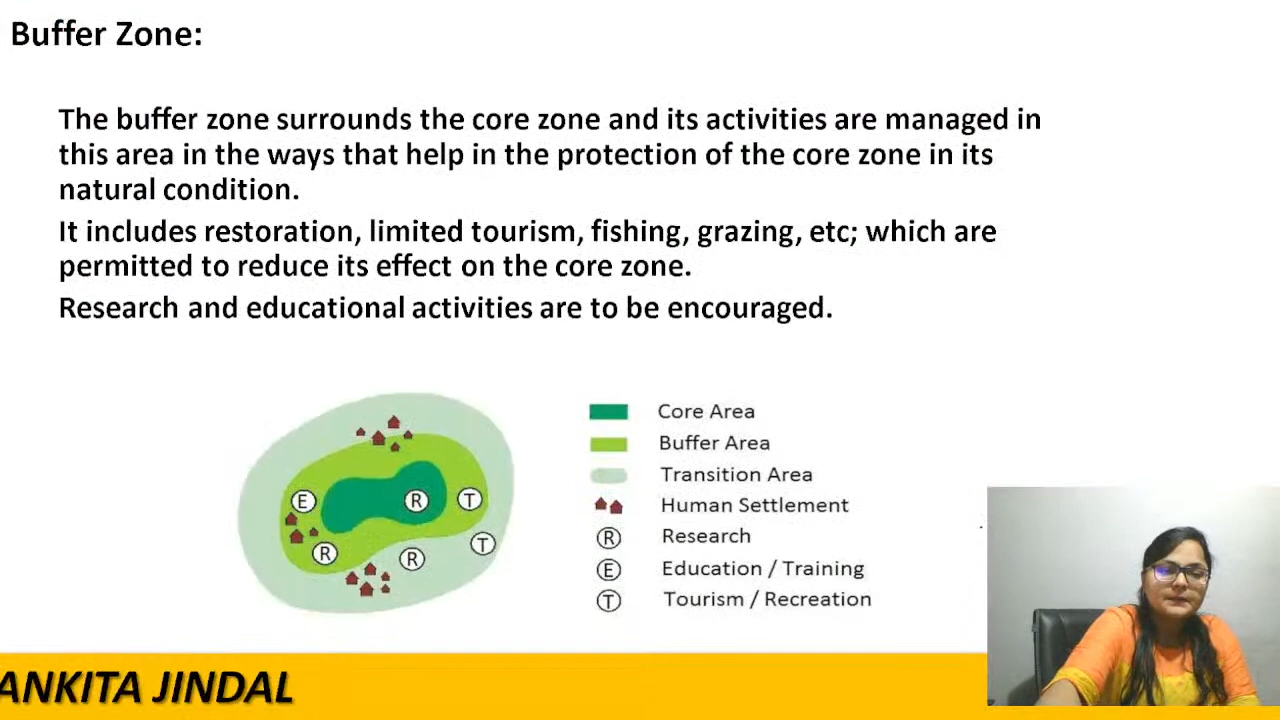 Buffer Zone:
The buffer zone surrounds the core zone and its activities are managed in
this area in the ways that help in the protection of the core zone in its
natural condition.
It includes restoration, limited tourism, fishing, grazing, etc; which are
permitted to reduce its effect on the core zone.
Research and educational activities are to be encouraged.
E
R
T
R
R
T
Core Area
Buffer Area
Transition Area
Human Settlement
R Research
E Education / Training
T Tourism / Recreation
ANKITA JINDAL